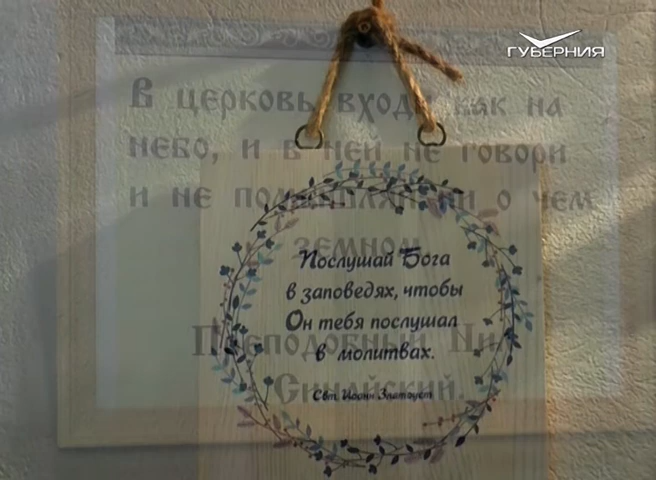 ГУБЕРНИЯ
В церковь входи как на
небо, и в ней не говори
и не помышляй о чем
земном
Преподобный Нил
Синайский.
Послушай Бога
в заповедях, чтобы
Он тебя послушал
в молитвах.
Свт. Иоанн Златоуст